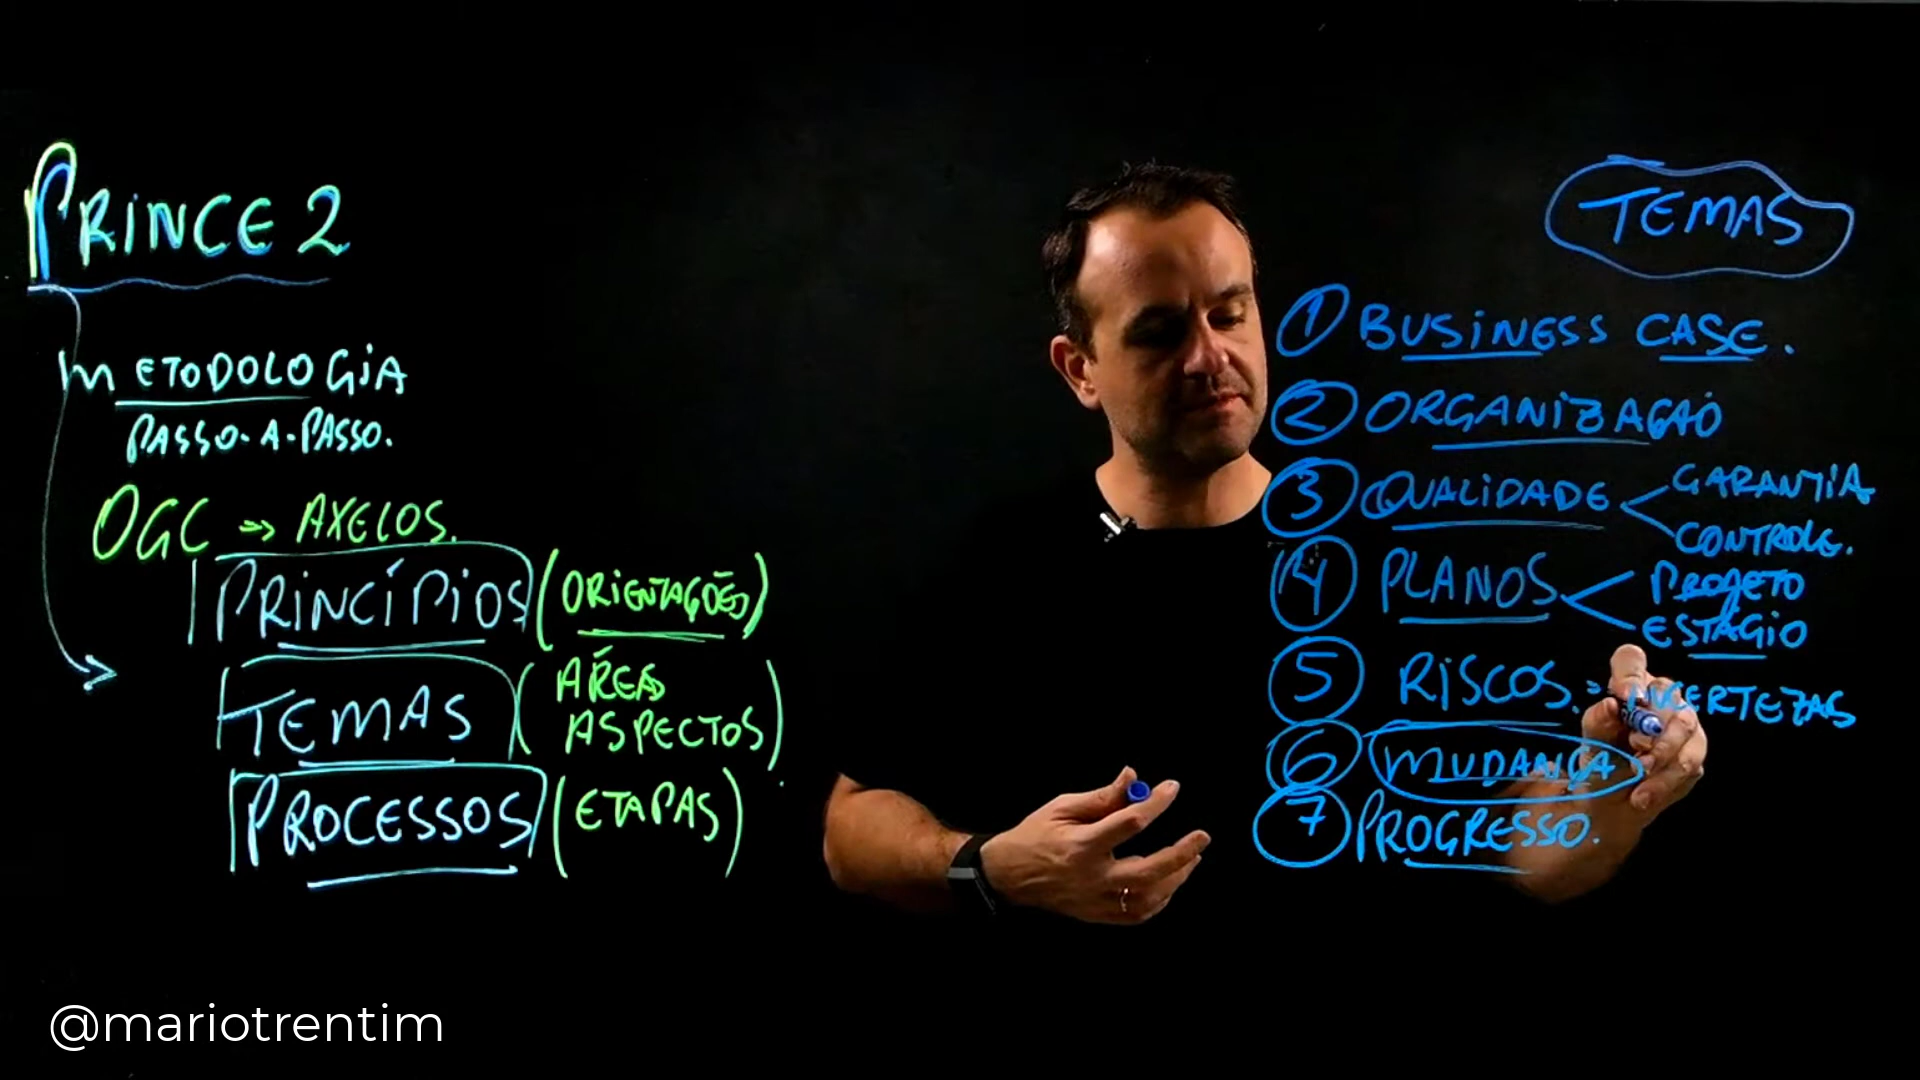 PRINCE 2
METODOLOGIA
PASSO-A-PASSO.
OGC ->> AXELOS.
PRINCÍPIOS (ORIENTAÇÕES)
TEMAS (ÁREAS
ASPECTOS)
PROCESSOS (ETAPAS)
TEMAS
1 BUSINESS CASE.
2 ORGANIZAÇÃO
3 QUALIDADE < GARANTIA
CONTROLE.
4 PLANOS < PROJETO
ESTÁGIO
5 RISCOS. => INCERTEZAS
6 MUDANÇA
7 PROGRESSO.
@mariotrentim